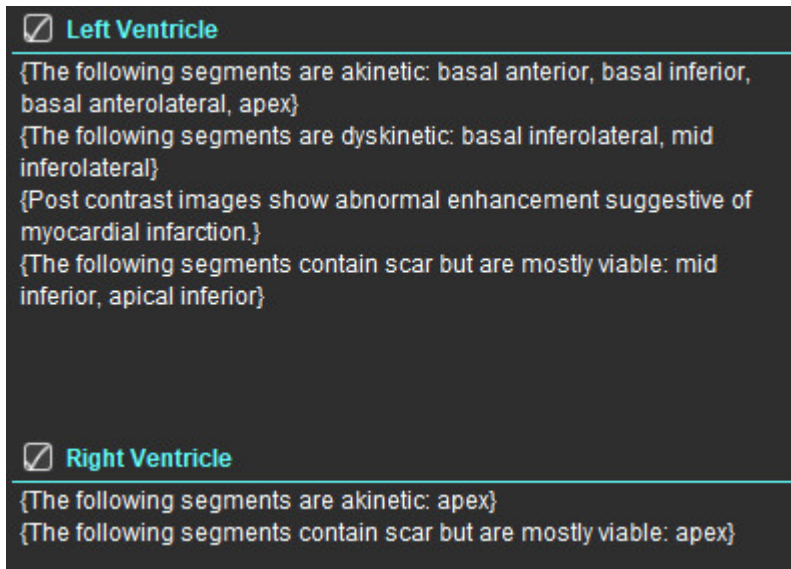 Left Ventricle
{The following segments are akinetic: basal anterior, basal inferior,
basal anterolateral, apex}
{The following segments are dyskinetic: basal inferolateral, mid
inferolateral}
{Post contrast images show abnormal enhancement suggestive of
myocardial infarction.}
{The following segments contain scar but are mostly viable: mid
inferior, apical inferior}
Right Ventricle
{The following segments are akinetic: apex}
{The following segments contain scar but are mostly viable: apex}